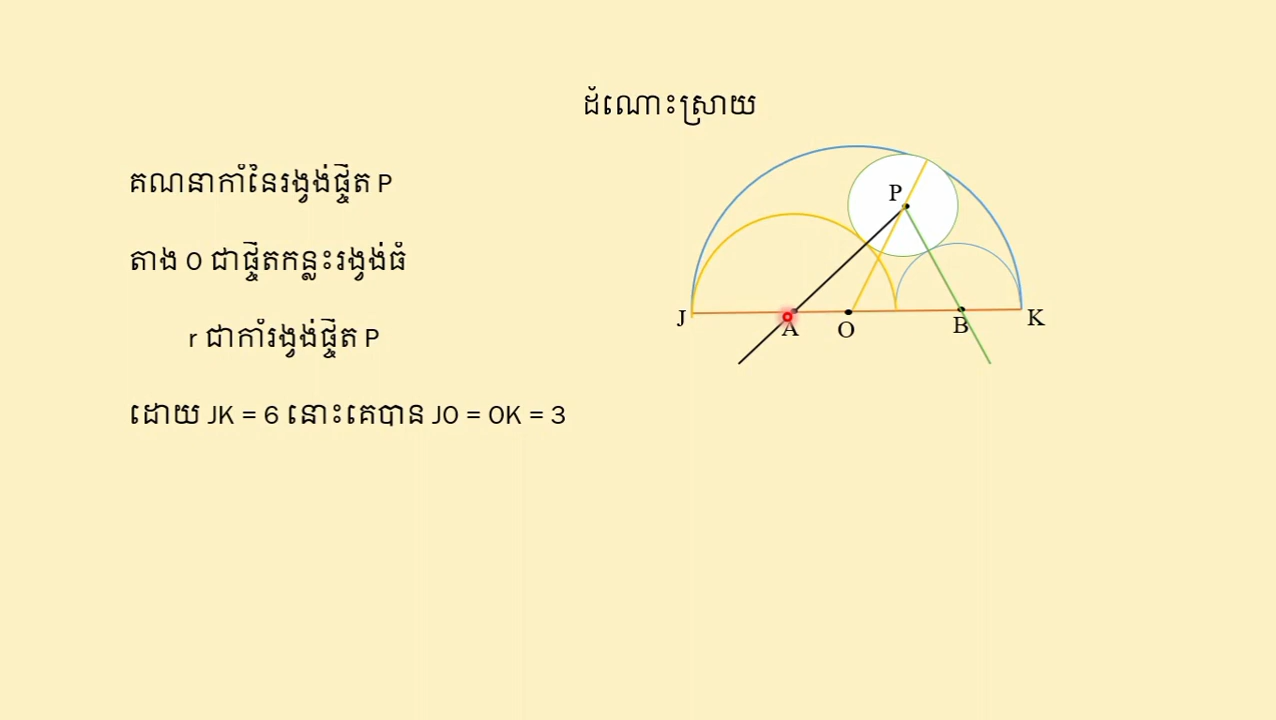 ដំណោះស្រាយ
គណនាកាំនៃរង្វង់ផ្ចិត P
តាង O ជាផ្ចិតកន្លះរង្វង់ធំ
r ជាកាំរង្វង់ផ្ចិត P
ដោយ JK = 6 នោះគេបាន JO = OK = 3
P
J
A
O
B
K